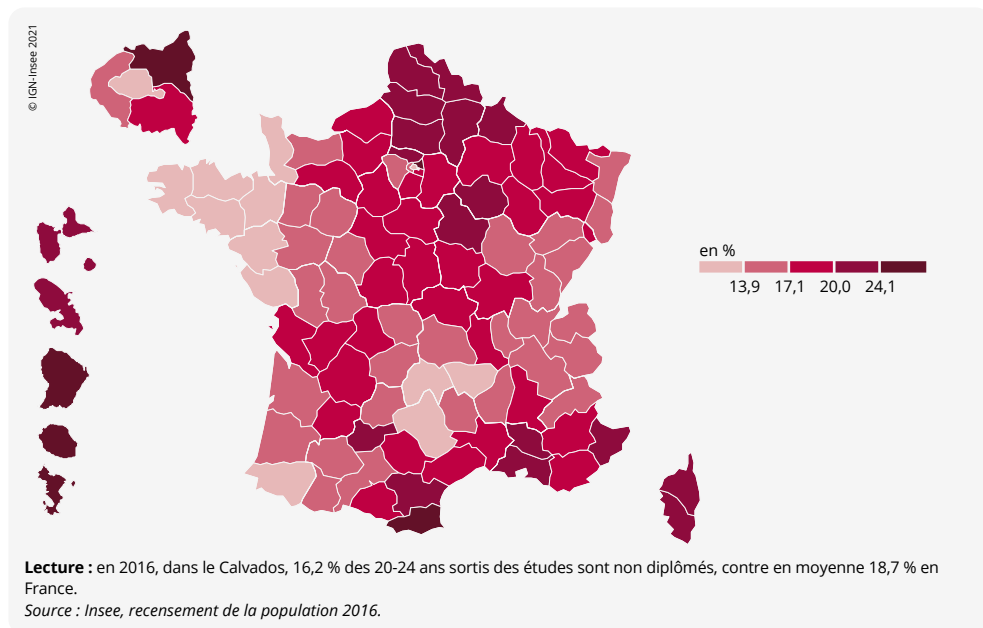 © IGN-Insee 2021
en %
13,9 17,1 20,0 24,1
Lecture : en 2016, dans le Calvados, 16,2 % des 20-24 ans sortis des études sont non diplômés, contre en moyenne 18,7 % en
France.
Source : Insee, recensement de la population 2016.